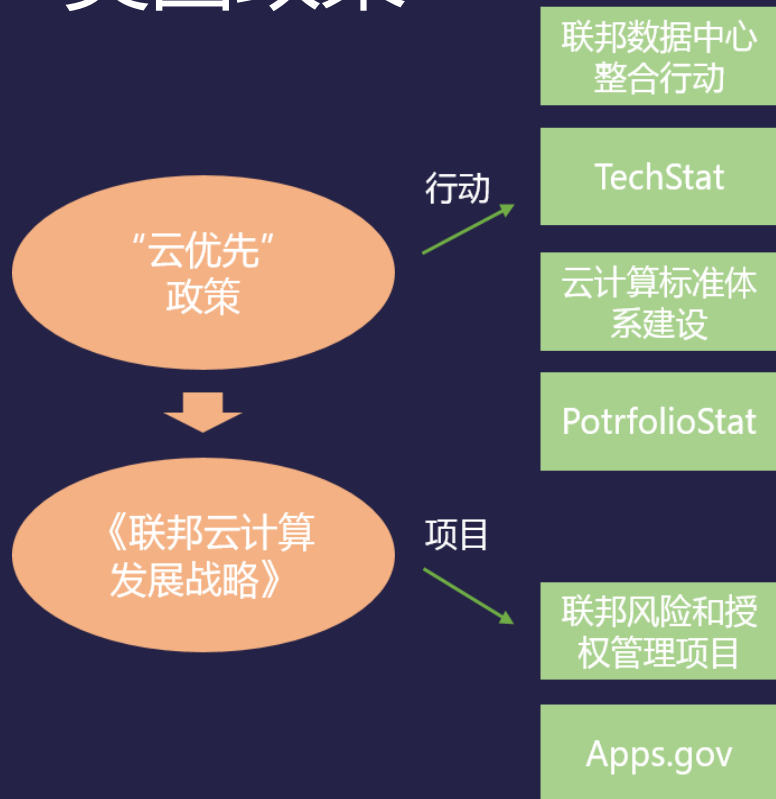 “云优先”
政策
《联邦云计算
发展战略》
行动
项目
联邦数据中心
整合行动
TechStat
云计算标准体
系建设
PotrfolioStat
联邦风险和授
权管理项目
Apps.gov